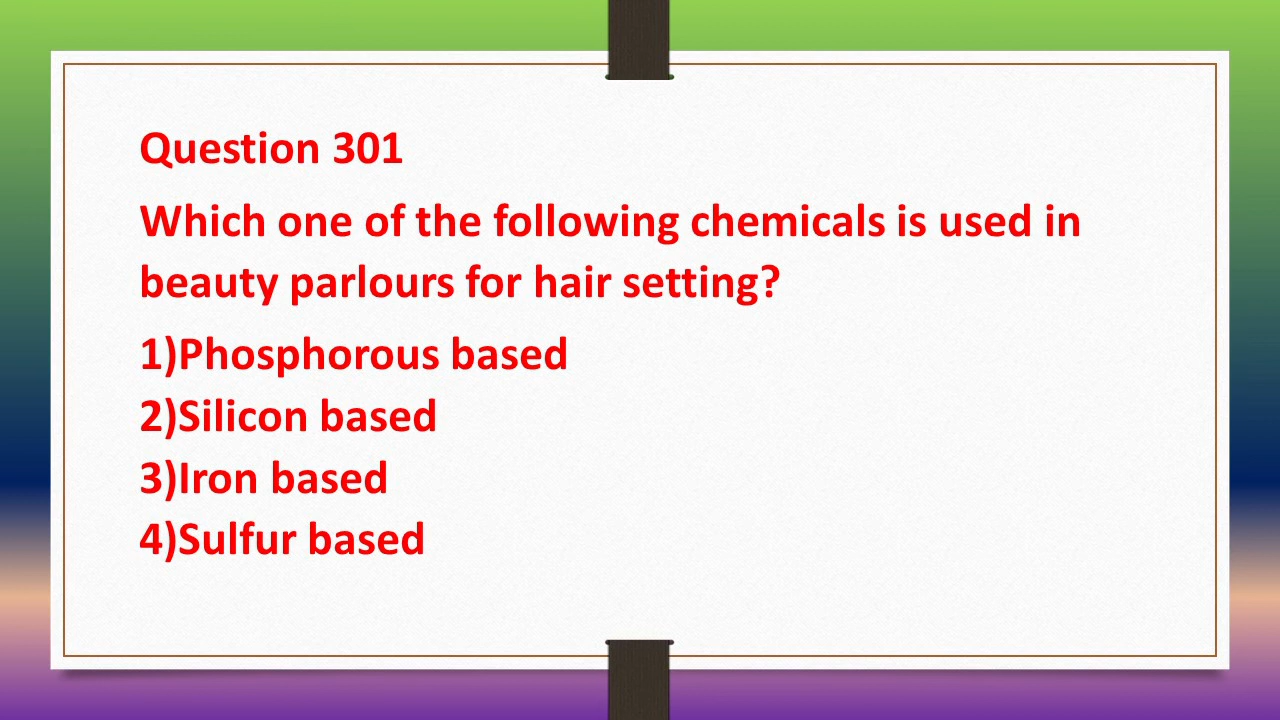 Question 301
Which one of the following chemicals is used in
beauty parlours for hair setting?
1)Phosphorous based
2)Silicon based
3)Iron based
4)Sulfur based